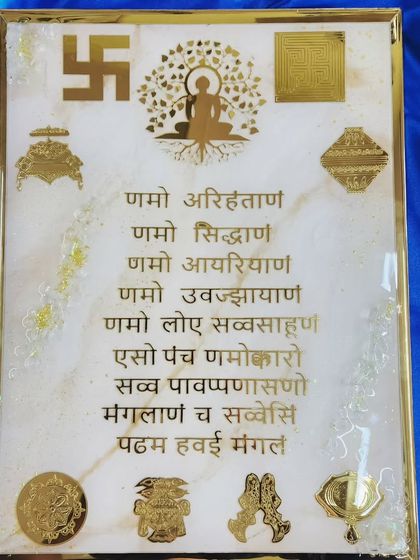 णमो अरिहंताणं
णमो सिद्धाणं
णमो आयरियाणं
णमो उवज्झायाणं
णमो लोए सव्वसाहूणं
एसो पंच णमोक्कारो
सव्व पावप्पणासणो
मंगलाणं च सव्वेसिं
पढम हवई मंगलं